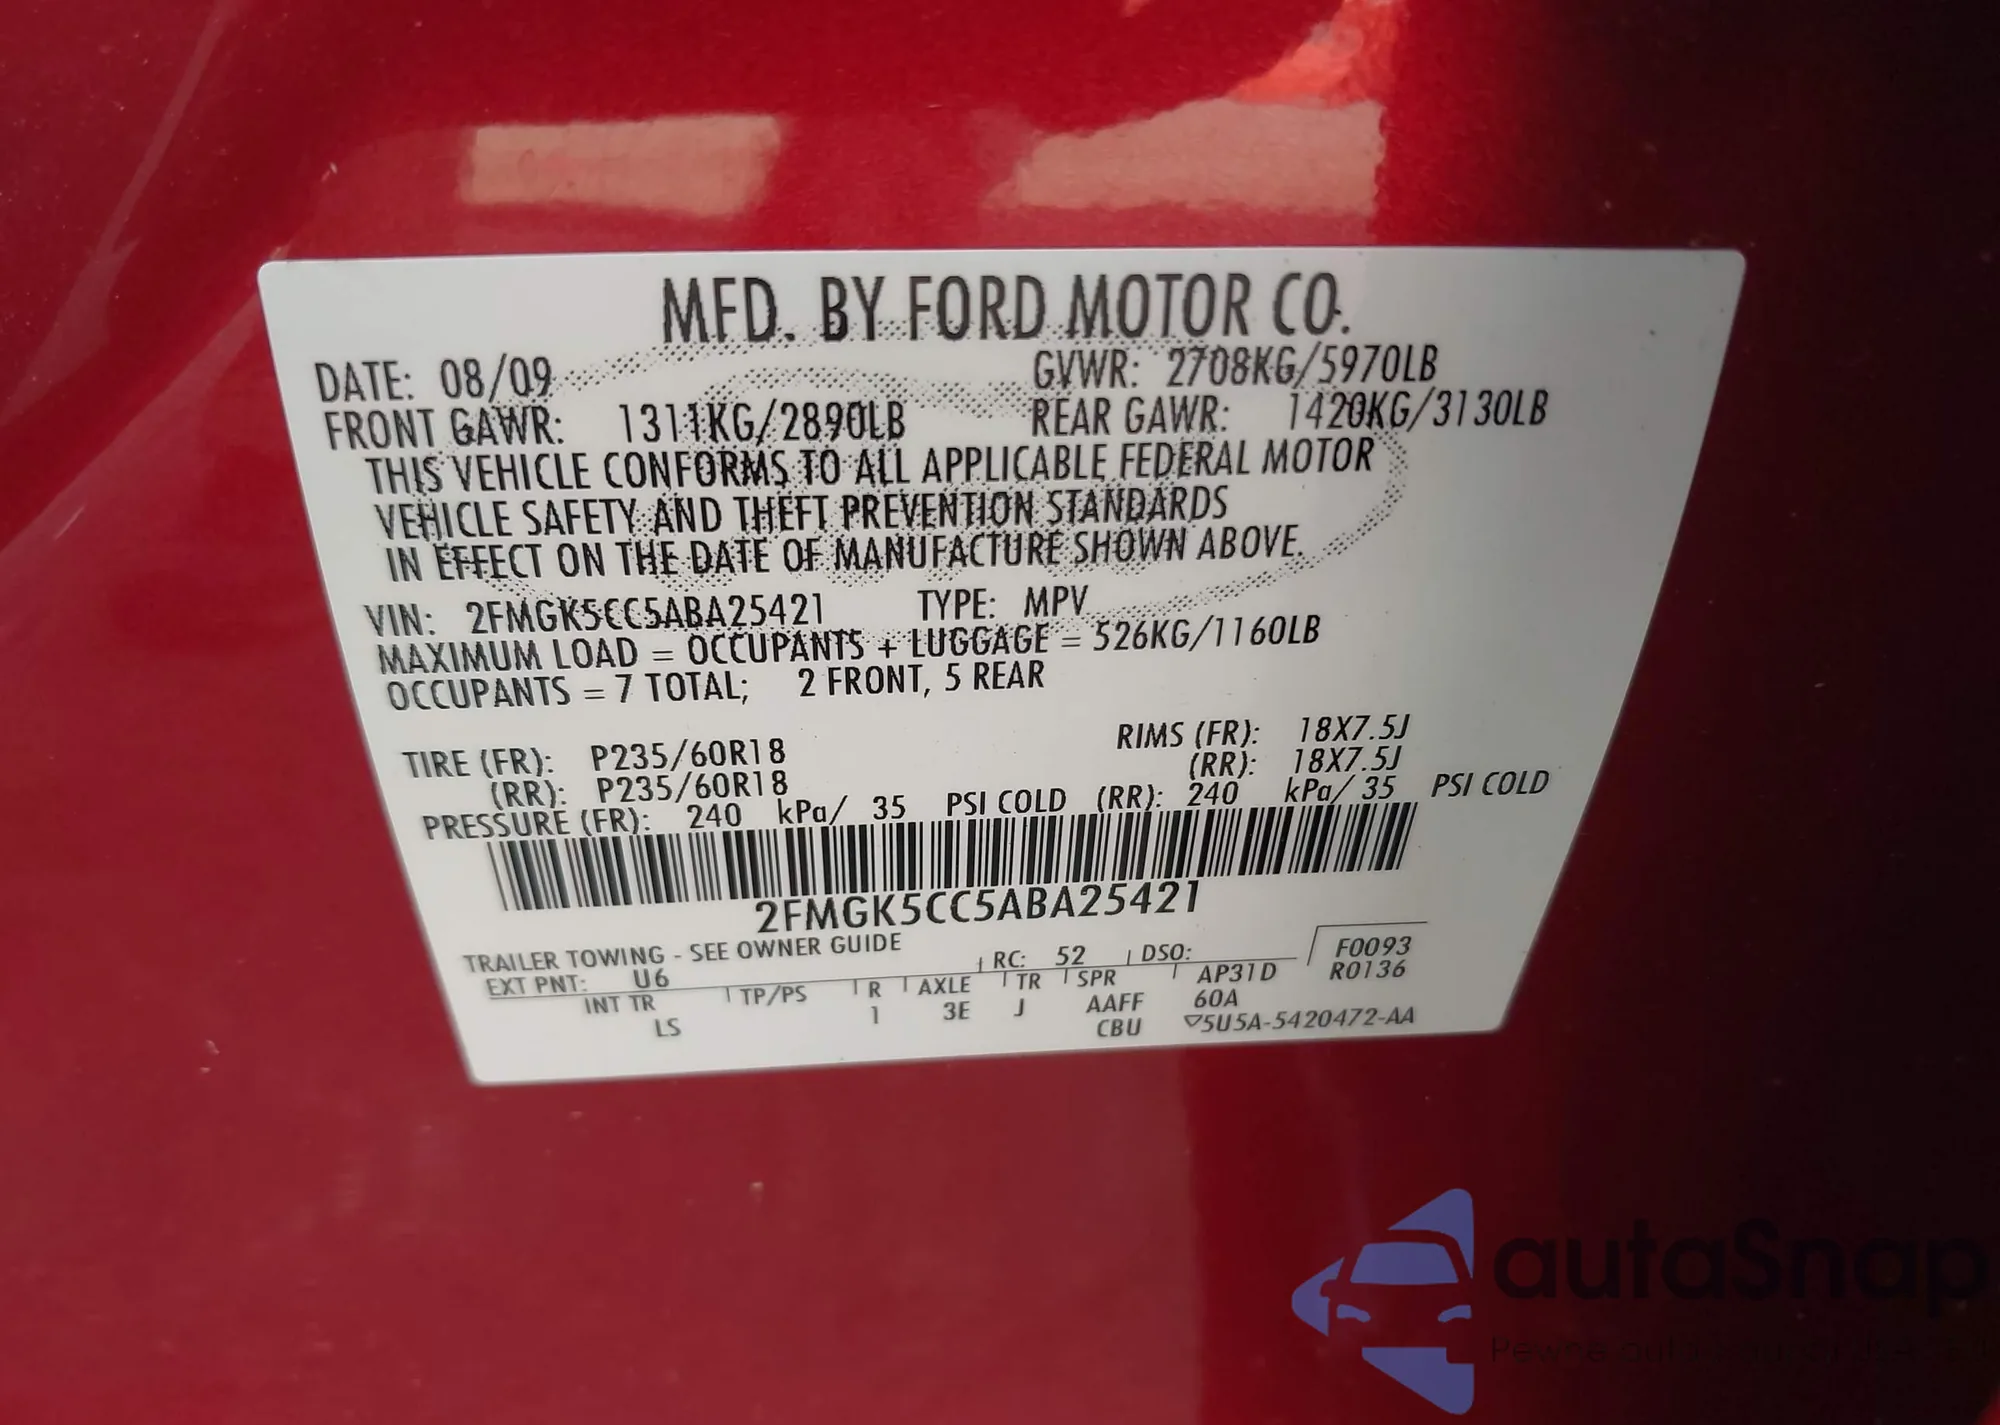 MFD. BY FORD MOTOR CO.
DATE: 08/09 GVWR: 2708KG/5970LB
FRONT GAWR: 1311KG/2890LB REAR GAWR: 1420KG/3130LB
THIS VEHICLE CONFORMS TO ALL APPLICABLE FEDERAL MOTOR
VEHICLE SAFETY AND THEFT PREVENTION STANDARDS
IN EFFECT ON THE DATE OF MANUFACTURE SHOWN ABOVE.
VIN: 2FMGK5CC5ABA25421 TYPE: MPV
MAXIMUM LOAD = OCCUPANTS + LUGGAGE = 526KG/1160LB
OCCUPANTS = 7 TOTAL; 2 FRONT, 5 REAR
TIRE (FR): P235/60R18 RIMS (FR): 18X7.5J
(RR): P235/60R18 (RR): 18X7.5J
PRESSURE (FR): 240 kPa/ 35 PSI COLD (RR): 240 kPa/ 35 PSI COLD
2FMGK5CC5ABA25421
TRAILER TOWING - SEE OWNER GUIDE RC: 52 DSO: F0093
EXT PNT: U6 AP31D R0136
INT TR TP/PS R AXLE TR SPR 60A
LS 1 3E J AAFF
CBU ▽5U5A-5420472-AA
autaSnap